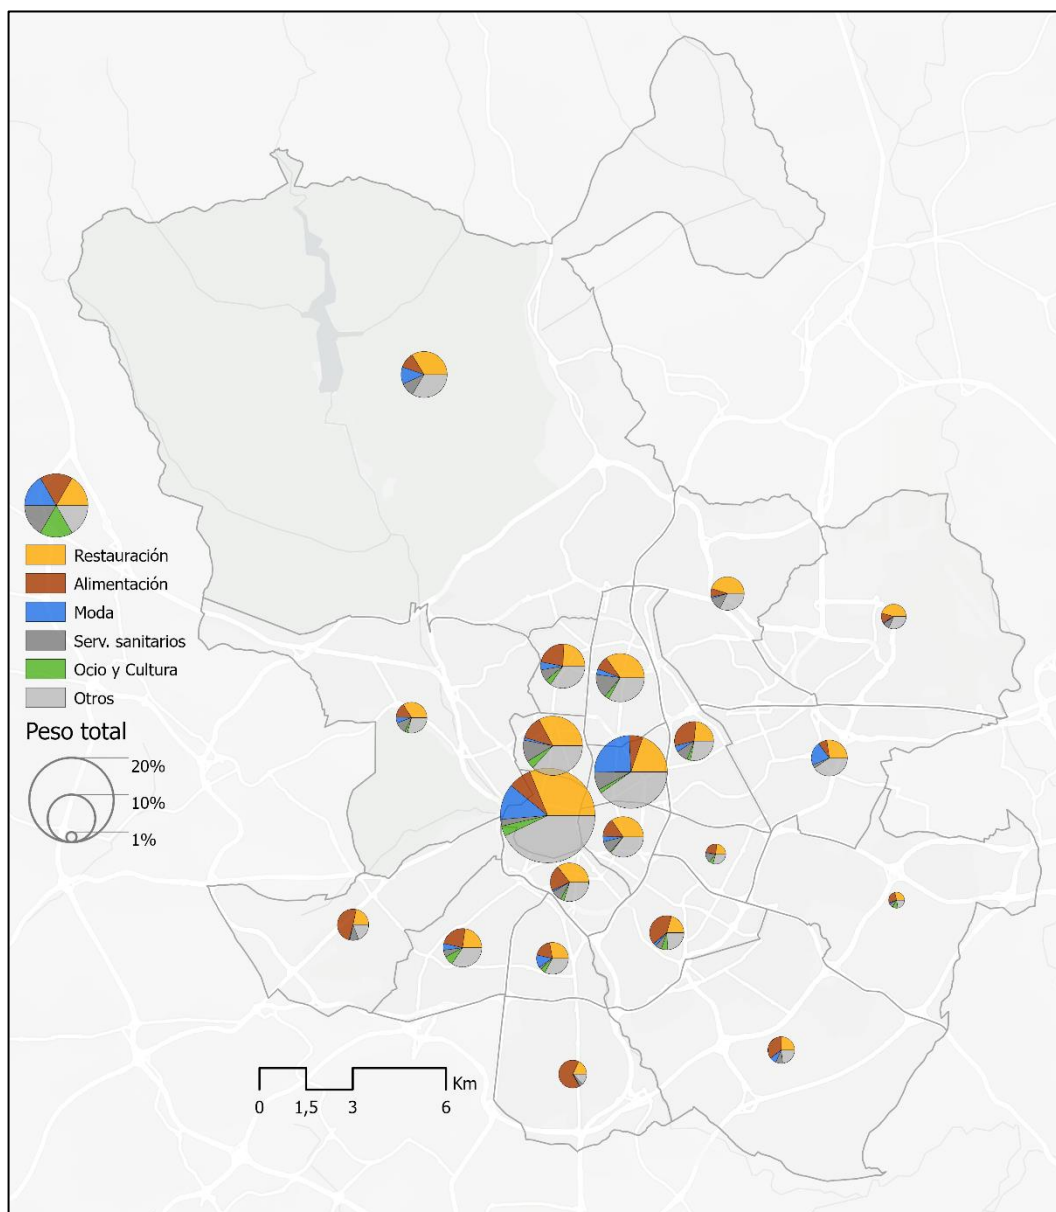 Restauración
Alimentación
Moda
Serv. sanitarios
Ocio y Cultura
Otros
Peso total
20%
10%
1%
Km
0 1,5 3 6